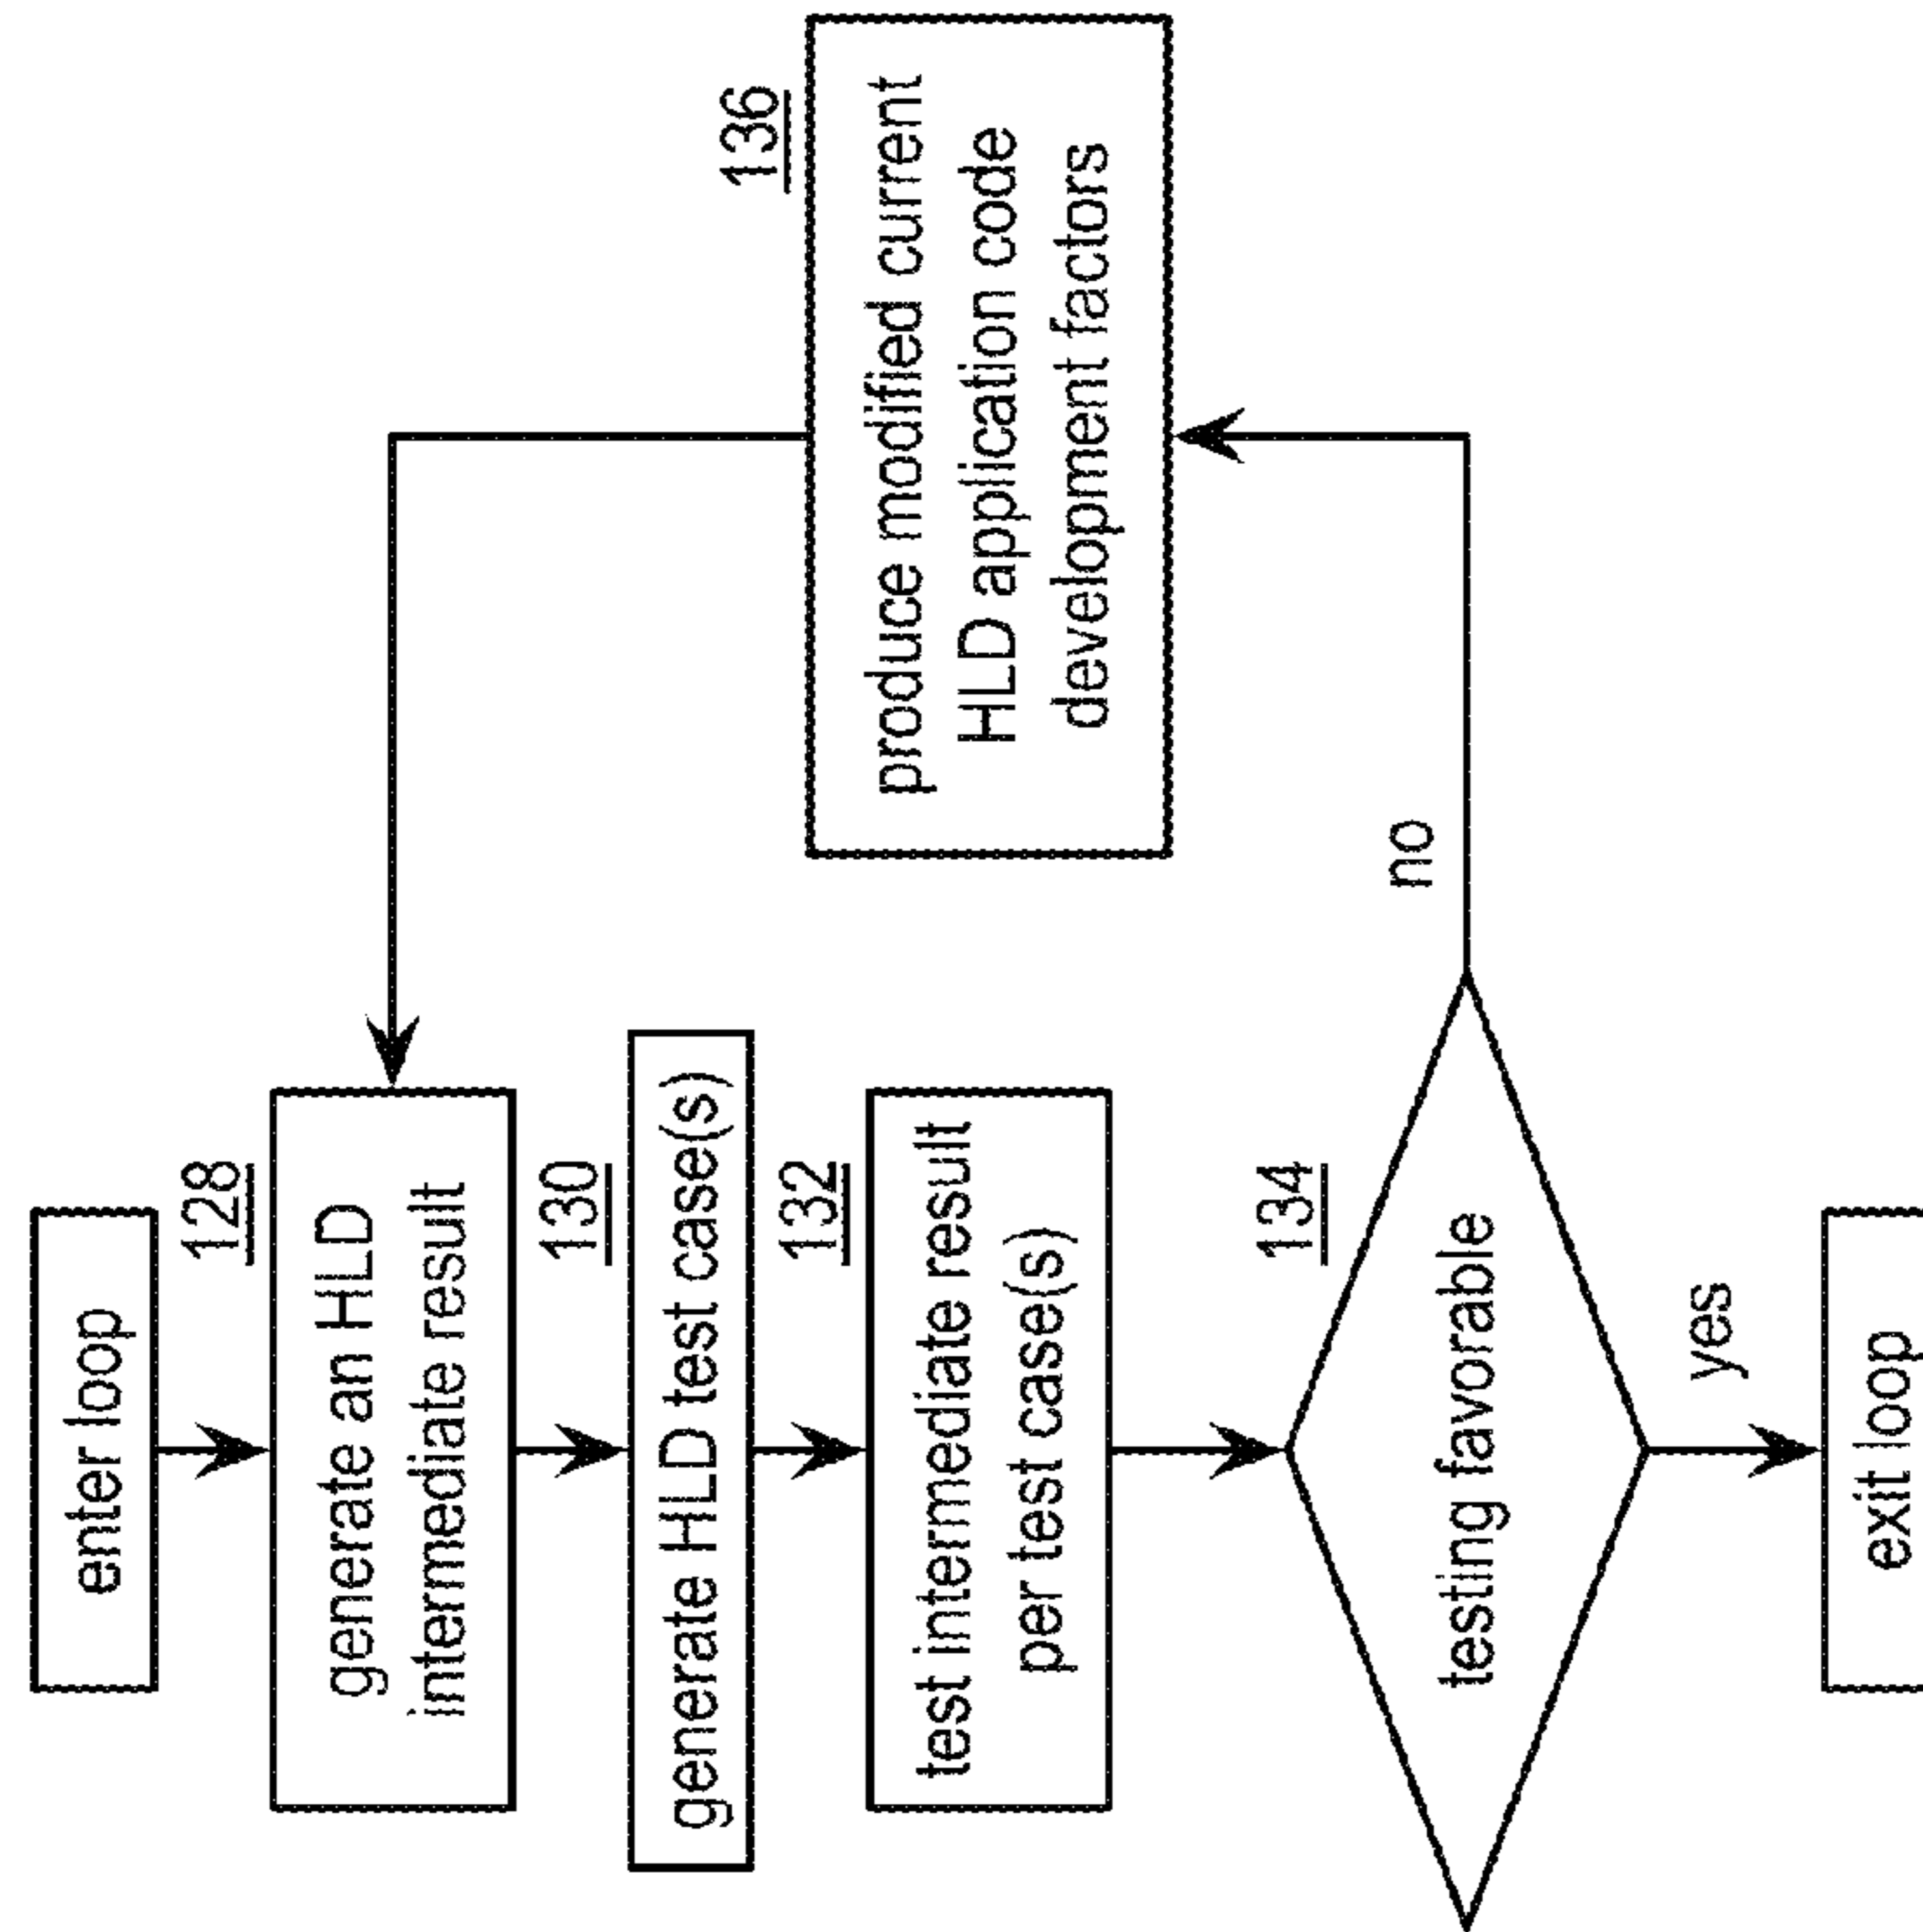 enter loop
128
generate an HLD
intermediate result
130
generate HLD test case(s)
132
test intermediate result
per test case(s)
134
testing favorable
no
yes
exit loop
136
produce modified current
HLD application code
development factors